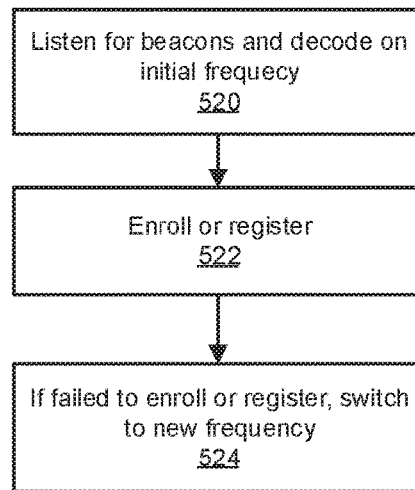 Listen for beacons and decode on
initial frequecy
520
Enroll or register
522
If failed to enroll or register, switch
to new frequency
524